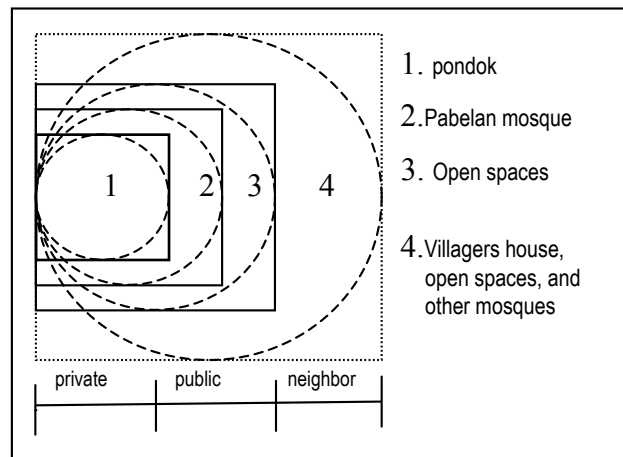 1. pondok
2.Pabelan mosque
3. Open spaces
4.Villagers house,
open spaces, and
other mosques
1 2 3 4
private public neighbor